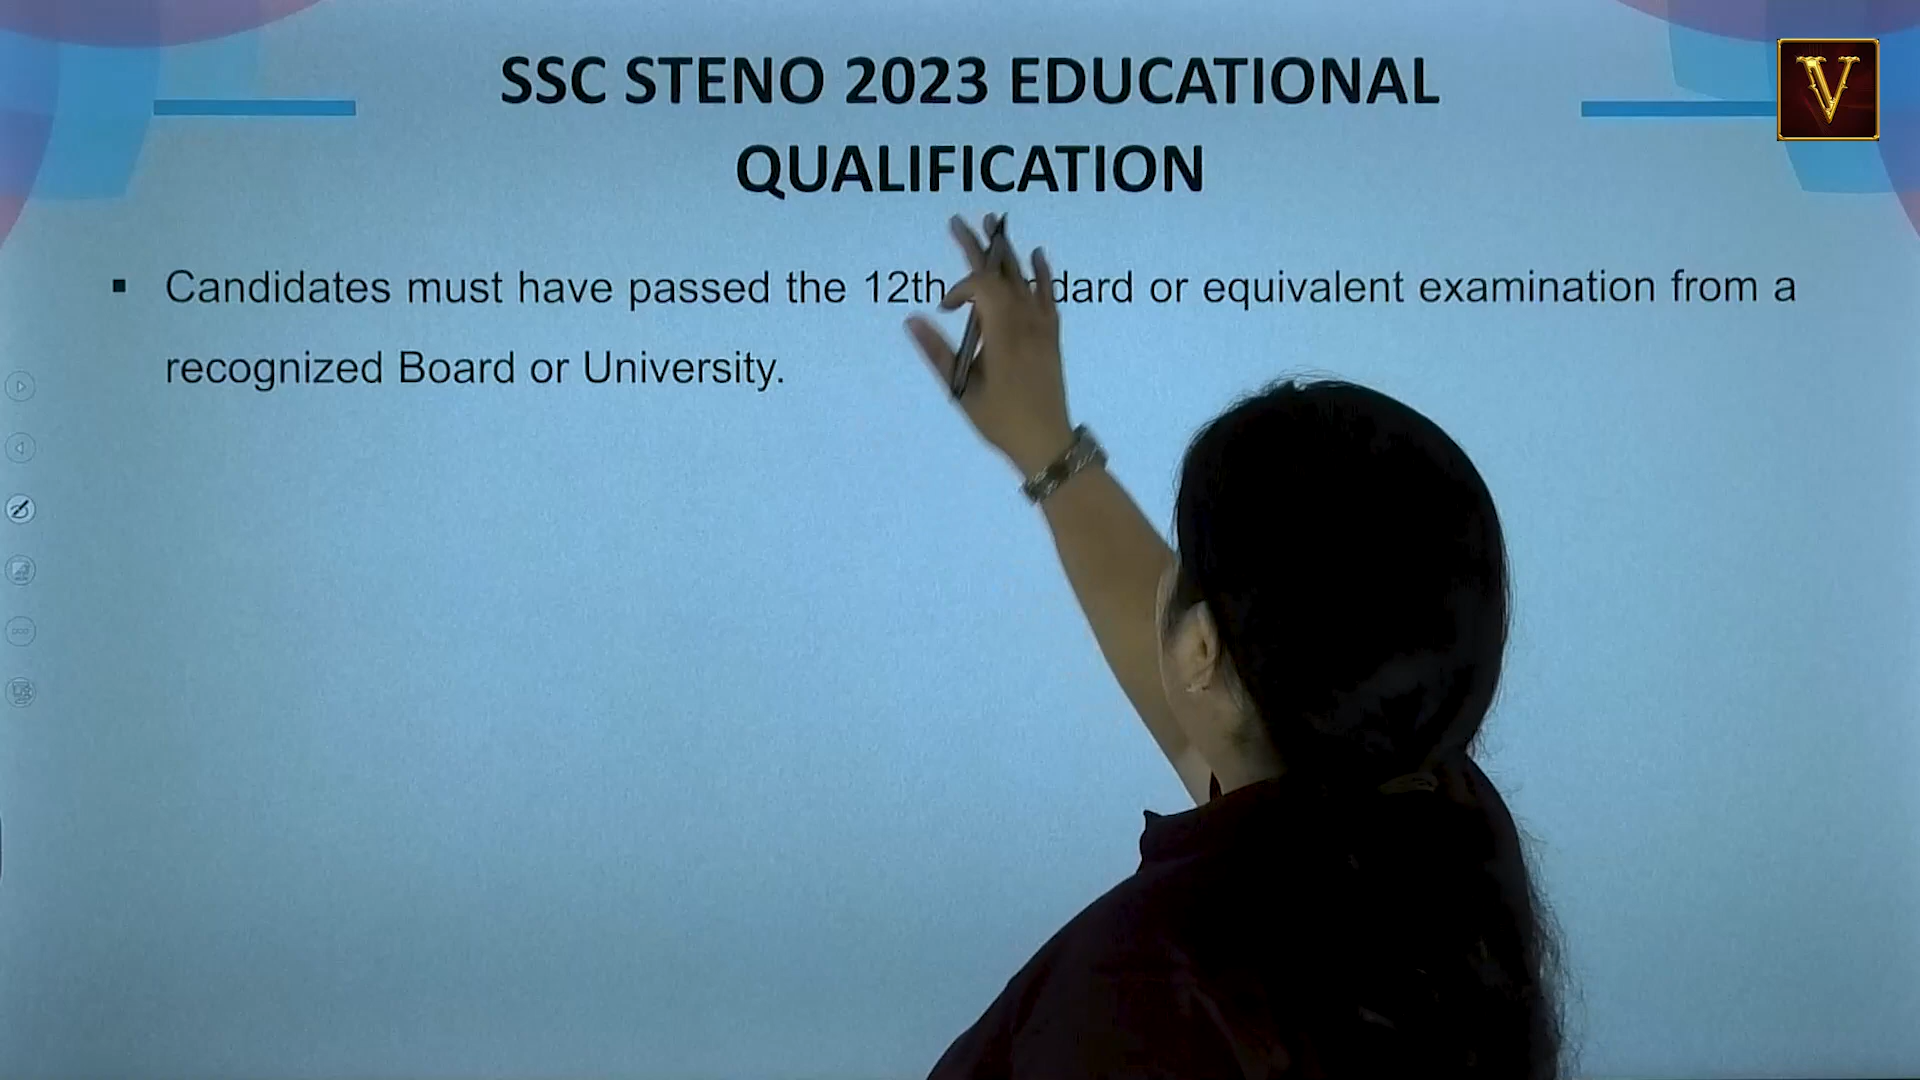 SSC STENO 2023 EDUCATIONAL
QUALIFICATION
▪ Candidates must have passed the 12th or equivalent examination from a
recognized Board or University.
V